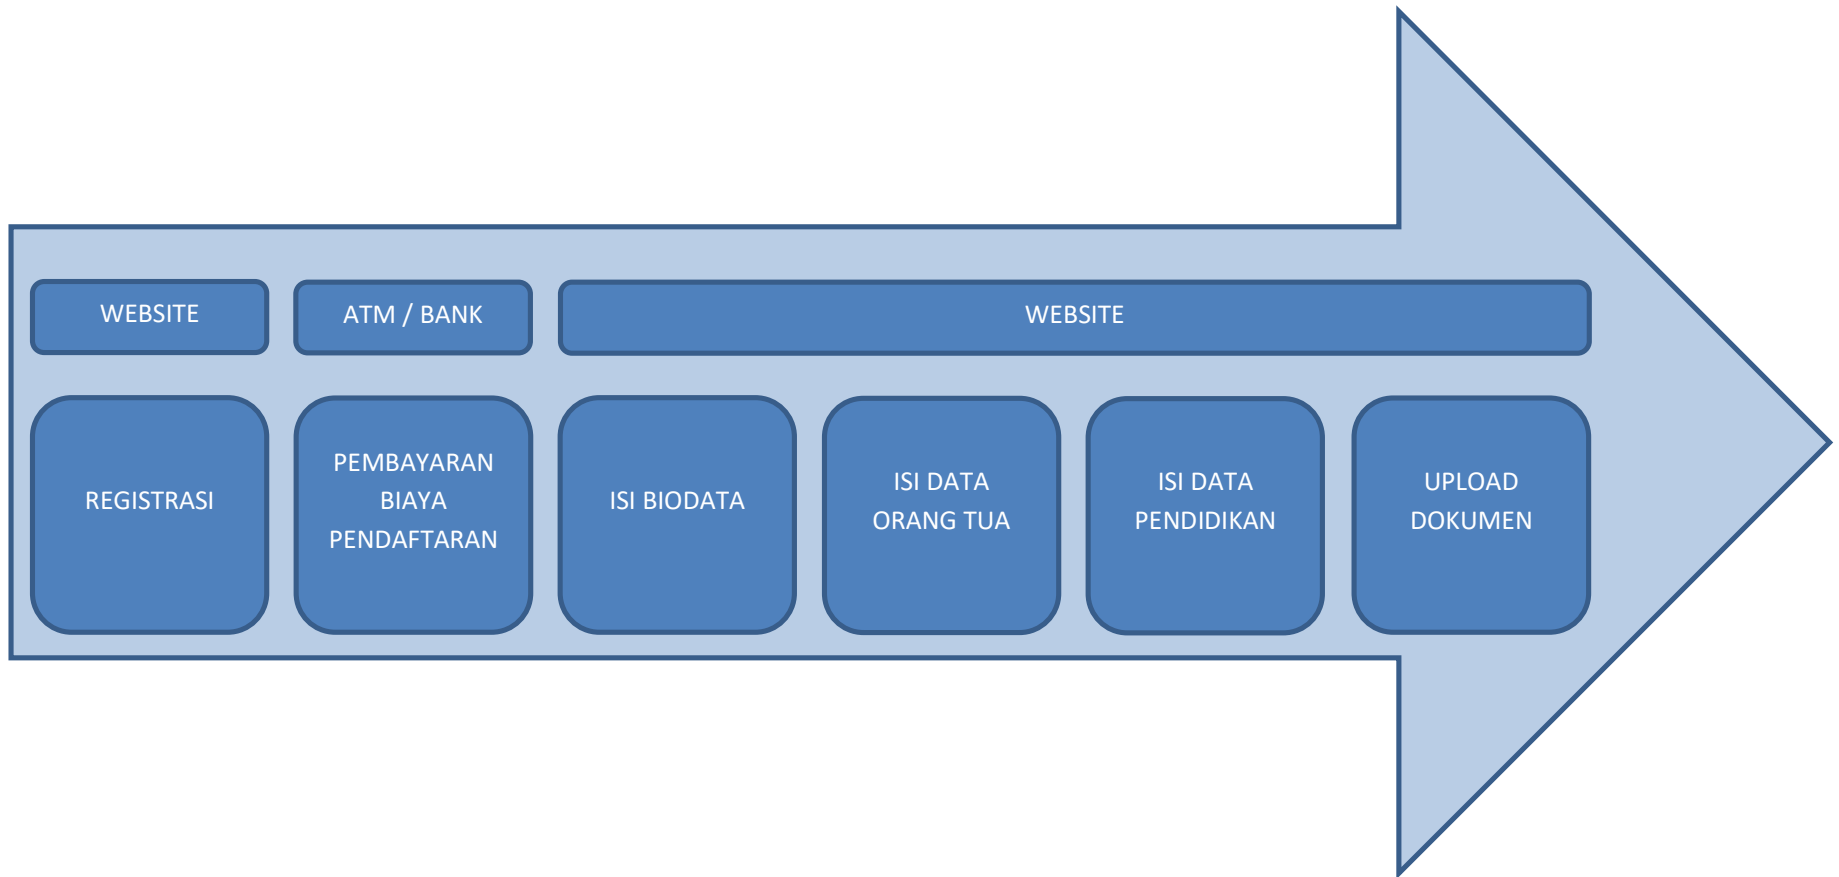 WEBSITE
ATM / BANK
WEBSITE
REGISTRASI
PEMBAYARAN
BIAYA
PENDAFTARAN
ISI BIODATA
ISI DATA
ORANG TUA
ISI DATA
PENDIDIKAN
UPLOAD
DOKUMEN